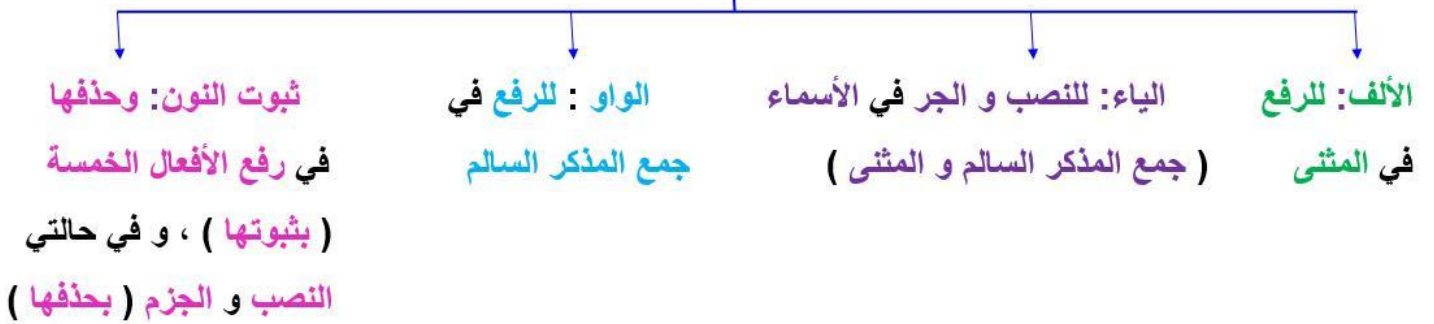 الألف: للرفع
في المثنى
الياء: للنصب و الجر في الأسماء
( جمع المذكر السالم و المثنى )
الواو : للرفع في
جمع المذكر السالم
ثبوت النون: وحذفها
في رفع الأفعال الخمسة
( بثبوتها ) ، و في حالتي
النصب و الجزم ( بحذفها )